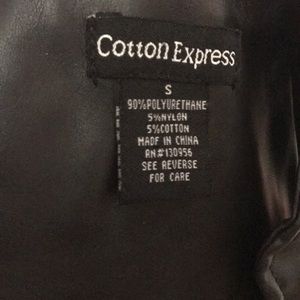 Cotton Express
S
90%POLYURETHANE
5%NYLON
5%COTTON
MADE IN CHINA
RN#130956
SEE REVERSE
FOR CARE